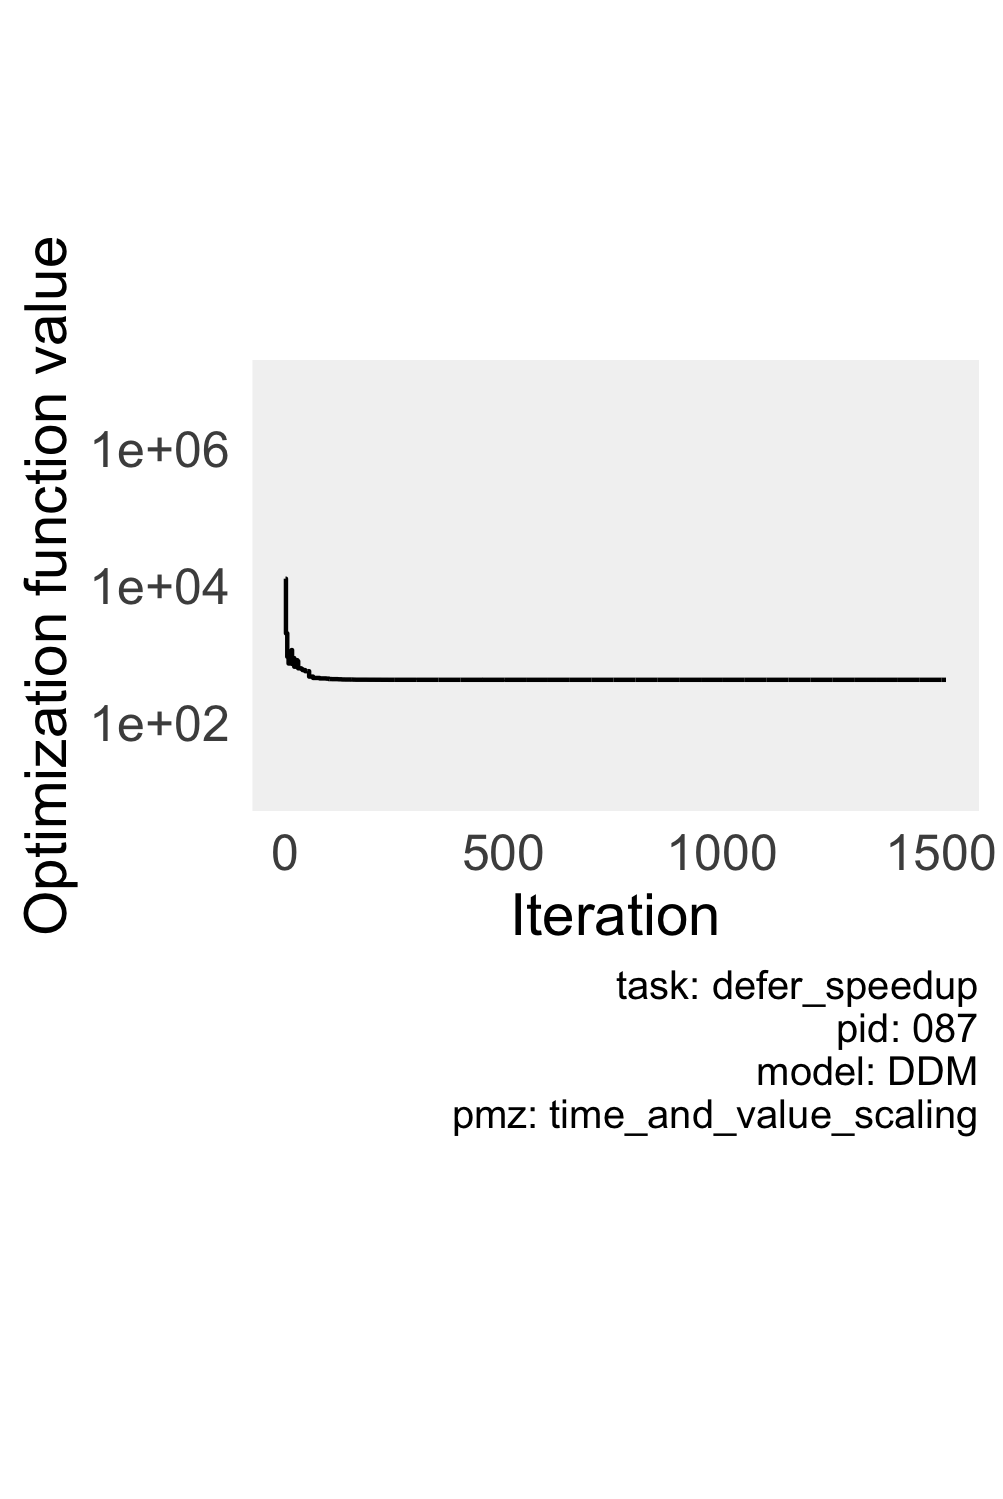 Optimization function value
1e+06
1e+04
1e+02
0 500 1000 1500
Iteration
task: defer_speedup
pid: 087
model: DDM
pmz: time_and_value_scaling